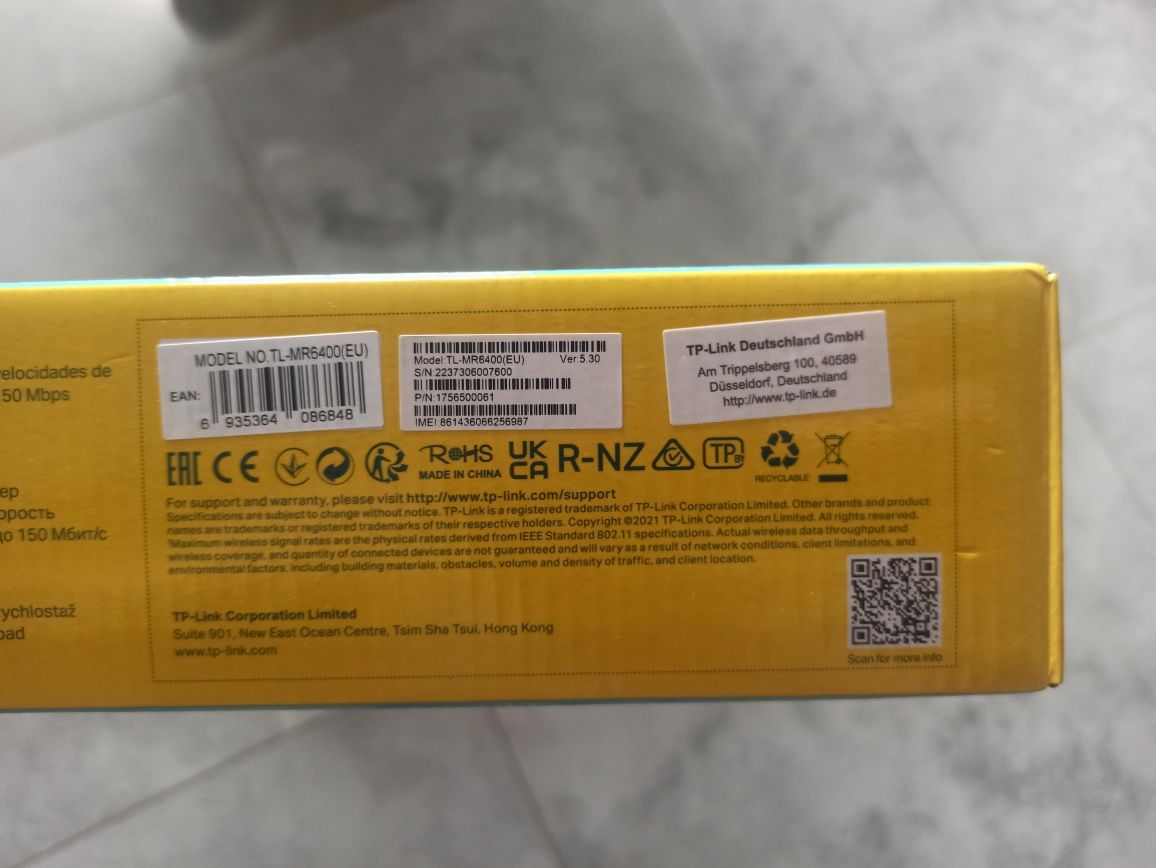 velocidades de
50 Mbps
орость
до 150 Мбит/с
rychlostaž
oad
MODEL NO.TL-MR6400(EU)
EAN:
6 935364 086848
Model:TL-MR6400(EU) Ver:5.30
S/N:2237306007600
P/N:1756500061
IMEI:861436066256987
TP-Link Deutschland GmbH
Am Trippelsberg 100, 40589
Düsseldorf, Deutschland
http://www.tp-link.de
EAC CE RoHS UKCA R-NZ TP BY
MADE IN CHINA
RECYCLABLE
For support and warranty, please visit http://www.tp-link.com/support
Specifications are subject to change without notice. TP-Link is a registered trademark of TP-Link Corporation Limited. Other brands and product
names are trademarks or registered trademarks of their respective holders. Copyright ©2021 TP-Link Corporation Limited. All rights reserved.
*Maximum wireless signal rates are the physical rates derived from IEEE Standard 802.11 specifications. Actual wireless data throughput and
wireless coverage, and quantity of connected devices are not guaranteed and will vary as a result of network conditions, client limitations, and
environmental factors, including building materials, obstacles, volume and density of traffic, and client location.
TP-Link Corporation Limited
Suite 901, New East Ocean Centre, Tsim Sha Tsui, Hong Kong
www.tp-link.com
Scan for more info